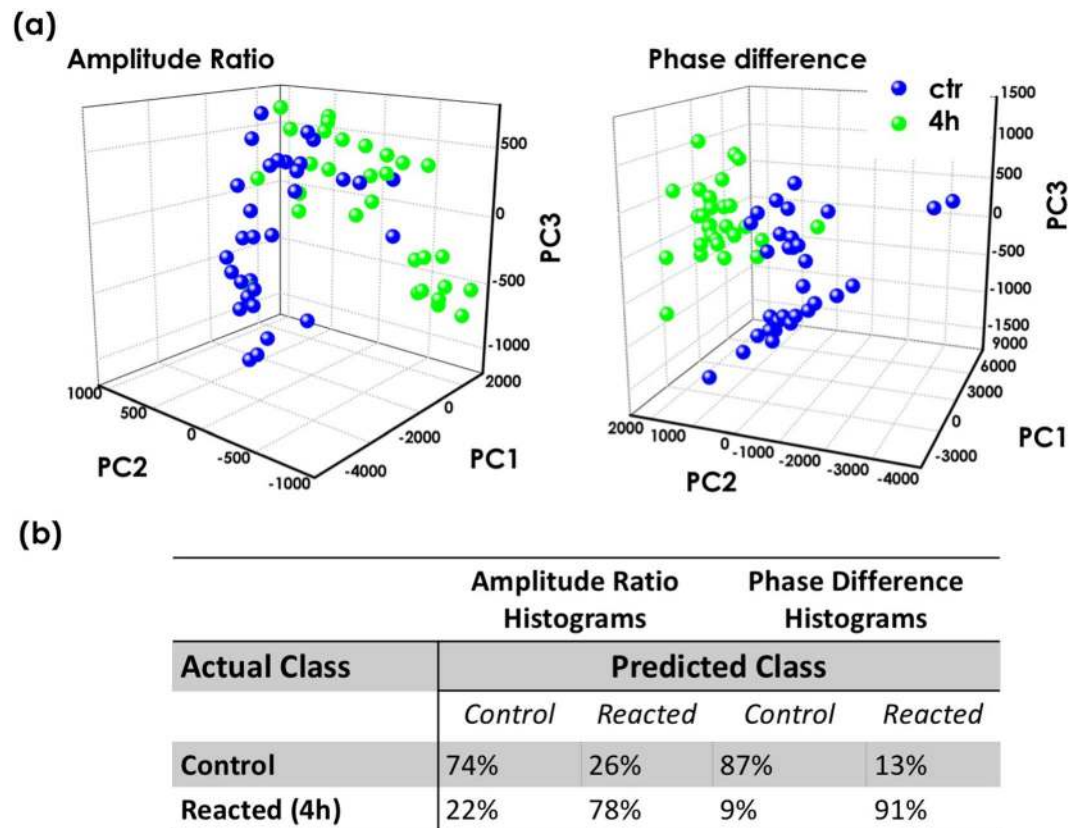 (a)
Amplitude Ratio
500
0
-500
-1000
PC3
2000
0
-2000
-4000
PC1
1000
500
0
-500
-1000
PC2
Phase difference
ctr
4h
1500
1000
500
0
-500
-1000
-1500
PC3
9000
6000
3000
0
-3000
PC1
2000
1000
0
-1000
-2000
-3000
-4000
PC2
(b)
Amplitude Ratio Phase Difference
Histograms Histograms
Actual Class Predicted Class
Control Reacted Control Reacted
Control 74% 26% 87% 13%
Reacted (4h) 22% 78% 9% 91%